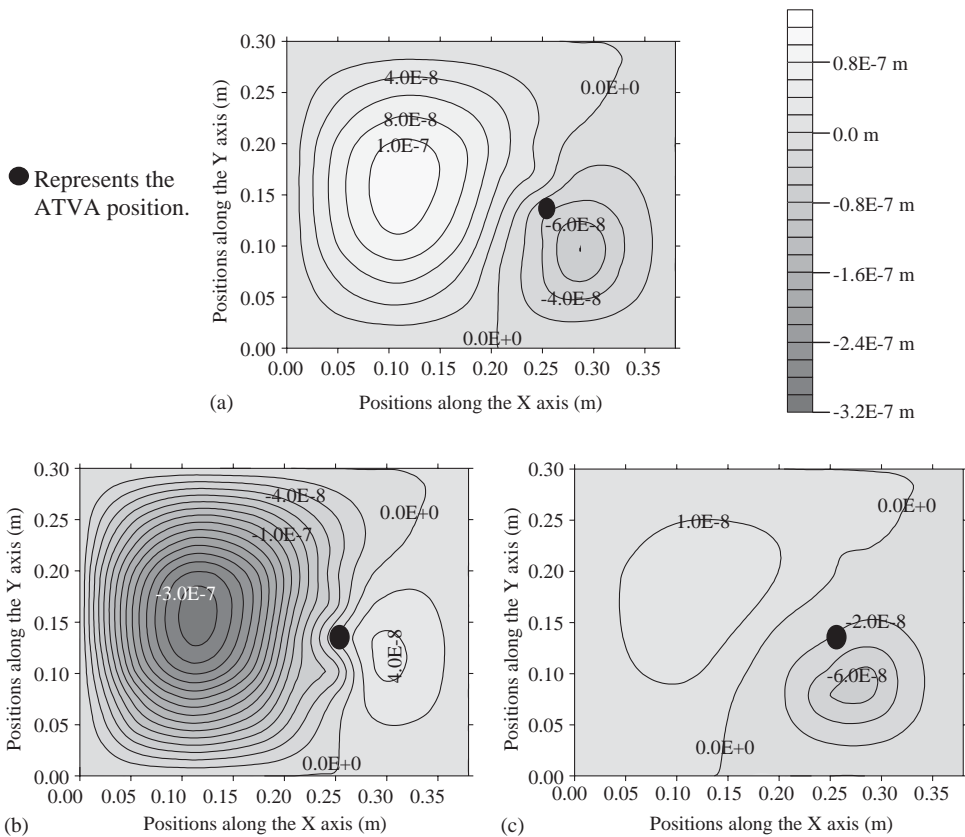 0.30
0.25
0.20
0.15
0.10
0.05
0.00
Positions along the Y axis (m)
4.0E-8
8.0E-8
1.0E-7
0.0E+0
-6.0E-8
-4.0E-8
0.0E+0
0.00 0.05 0.10 0.15 0.20 0.25 0.30 0.35
(a) Positions along the X axis (m)
Represents the
ATVA position.
0.8E-7 m
0.0 m
-0.8E-7 m
-1.6E-7 m
-2.4E-7 m
-3.2E-7 m
0.30
0.25
0.20
0.15
0.10
0.05
0.00
Positions along the Y axis (m)
-4.0E-8
0.0E+0
-1.0E-7
-3.0E-7
4.0E-8
0.0E+0
0.00 0.05 0.10 0.15 0.20 0.25 0.30 0.35
(b) Positions along the X axis (m)
0.30
0.25
0.20
0.15
0.10
0.05
0.00
Positions along the Y axis (m)
1.0E-8
0.0E+0
-2.0E-8
-6.0E-8
0.0E+0
0.00 0.05 0.10 0.15 0.20 0.25 0.30 0.35
(c) Positions along the X axis (m)